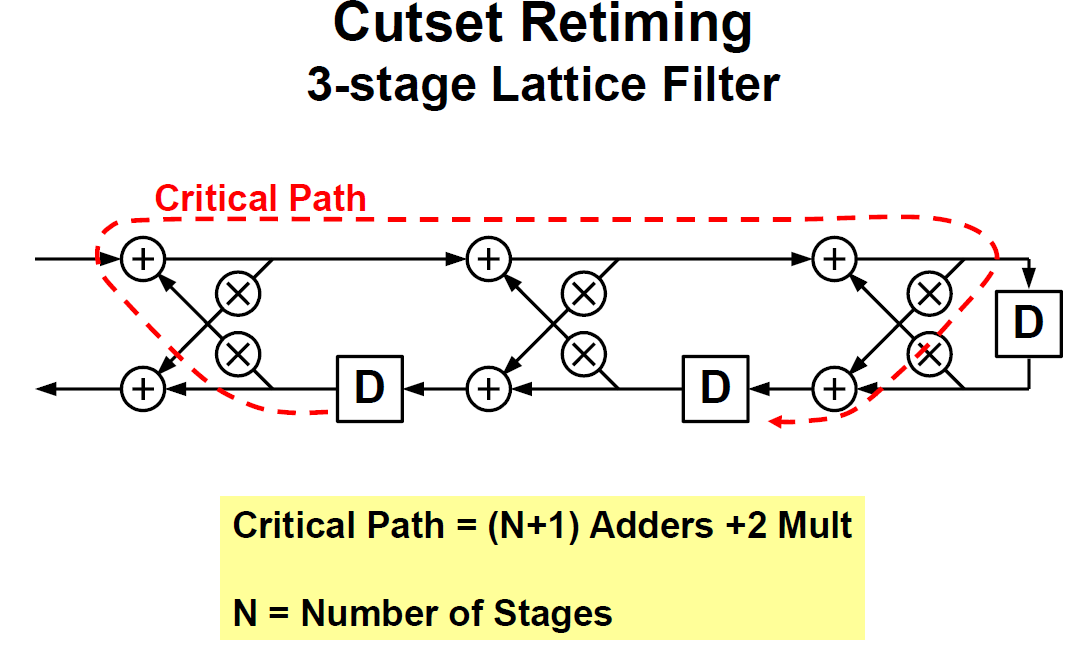 Cutset Retiming
3-stage Lattice Filter
Critical Path
D
D
D
Critical Path = (N+1) Adders +2 Mult
N = Number of Stages